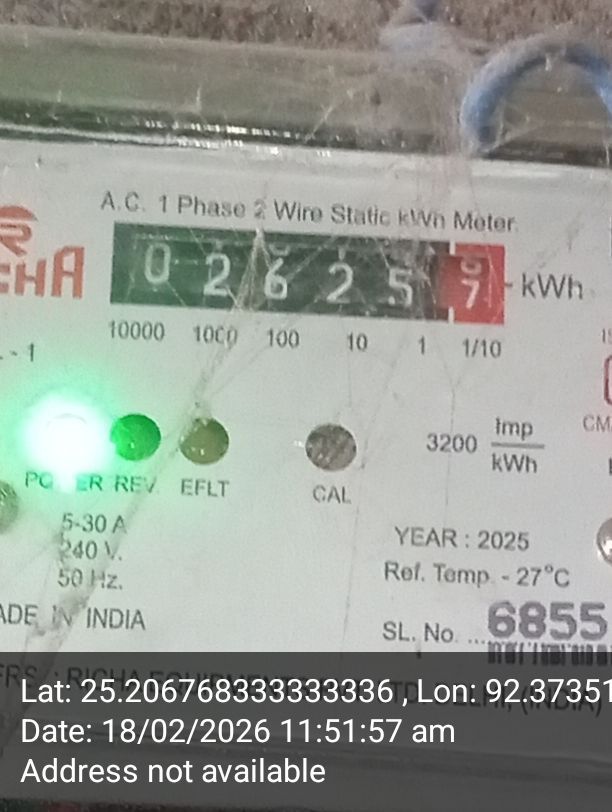 A.C. 1 Phase 2 Wire Static kWh Meter
CHA
0 2 6 2 5 7 - kWh
10000 1000 100 10 1 1/10
- 1
3200 Imp/kWh
POWER REV. EFLT
CAL
5-30 A
240 V.
50 Hz.
YEAR : 2025
Ref. Temp. - 27°C
MADE IN INDIA
SL. No. ... 6855
Lat: 25.206768333333336 , Lon: 92.37351
Date: 18/02/2026 11:51:57 am
Address not available